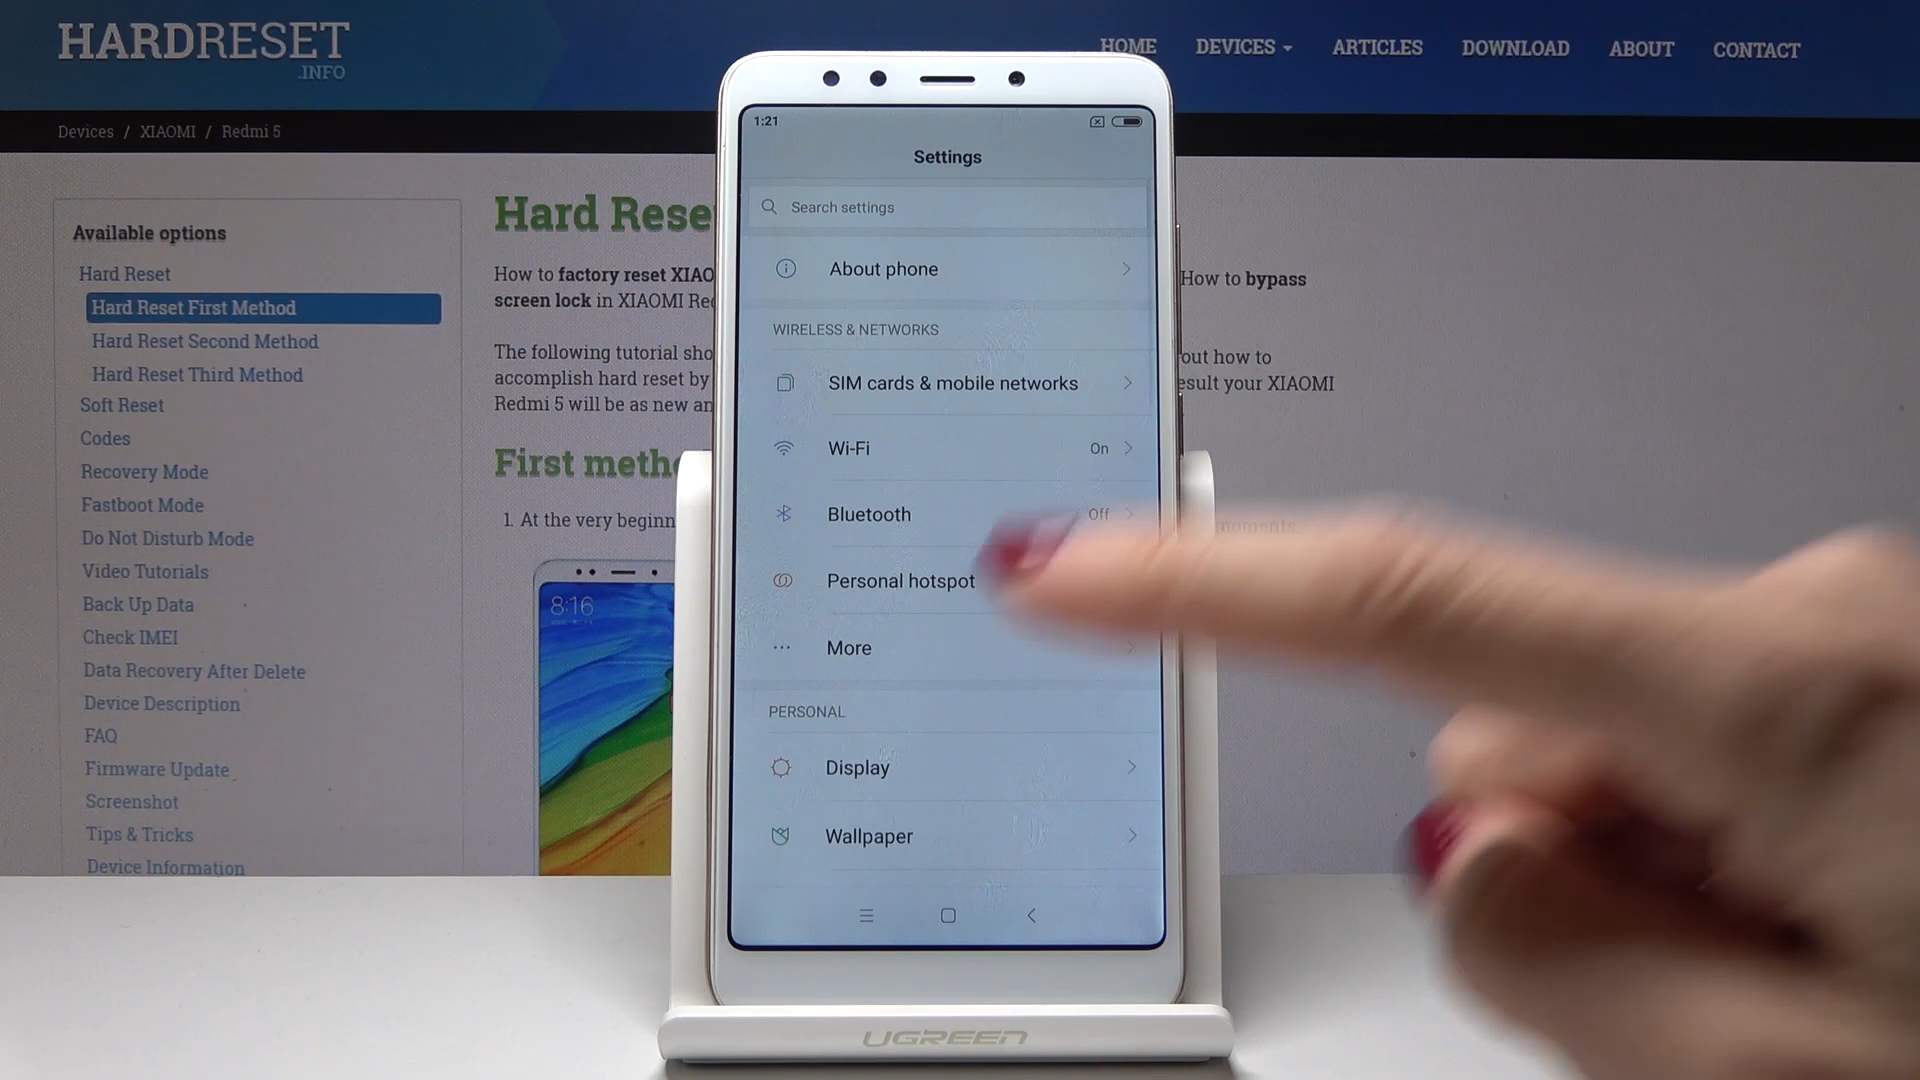 HARDRESET
.INFO
HOME DEVICES ARTICLES DOWNLOAD ABOUT CONTACT
Devices / XIAOMI / Redmi 5
Available options
Hard Reset
Hard Reset First Method
Hard Reset Second Method
Hard Reset Third Method
Soft Reset
Codes
Recovery Mode
Fastboot Mode
Do Not Disturb Mode
Video Tutorials
Back Up Data
Check IMEI
Data Recovery After Delete
Device Description
FAQ
Firmware Update
Screenshot
Tips & Tricks
Device Information
Hard Rese
How to factory reset XIAO
screen lock in XIAOMI Re
How to bypass
The following tutorial sho
out how to
accomplish hard reset by
esult your XIAOMI
Redmi 5 will be as new an
First meth
1. At the very beginn
moments
8:16
1:21
Settings
Search settings
About phone
WIRELESS & NETWORKS
SIM cards & mobile networks
Wi-Fi On
Bluetooth Off
Personal hotspot
More
PERSONAL
Display
Wallpaper
UGREEN